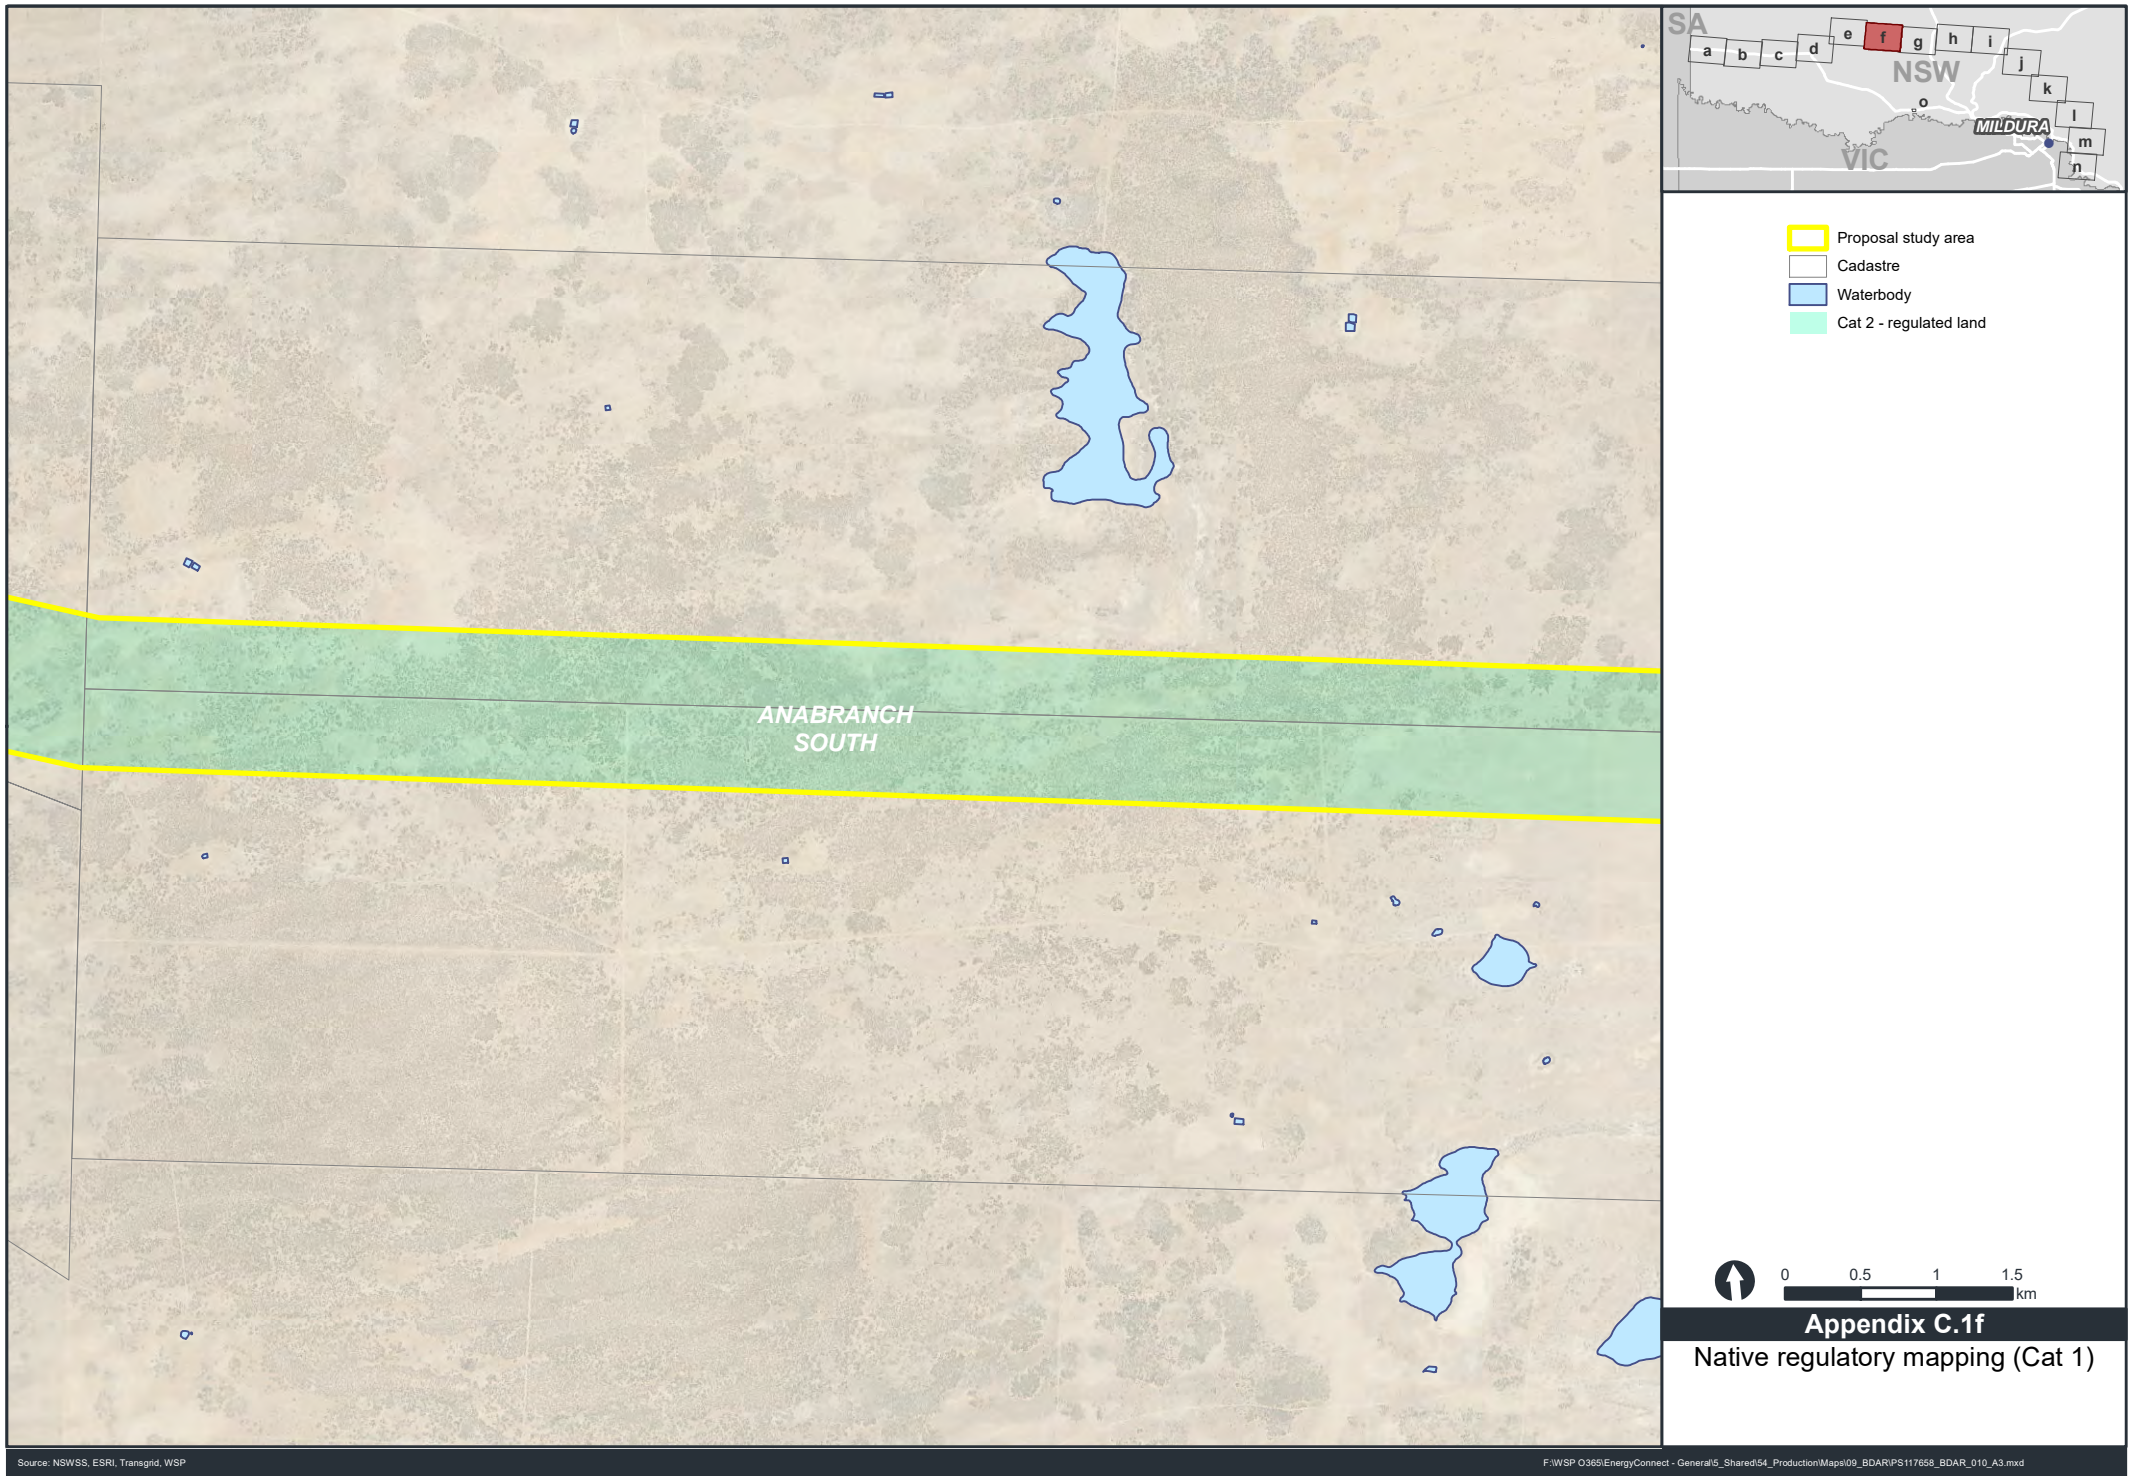 SA
a
b
c
d
e
f
g
h
i
j
k
l
m
n
o
NSW
MILDURA
VIC
Proposal study area
Cadastre
Waterbody
Cat 2 - regulated land
ANABRANCH
SOUTH
0 0.5 1 1.5
km
Appendix C.1f
Native regulatory mapping (Cat 1)
Source: NSWSS, ESRI, Transgrid, WSP
F:\WSP O365\EnergyConnect - General\5_Shared\54_Production\Maps\09_BDAR\PS117658_BDAR_010_A3.mxd